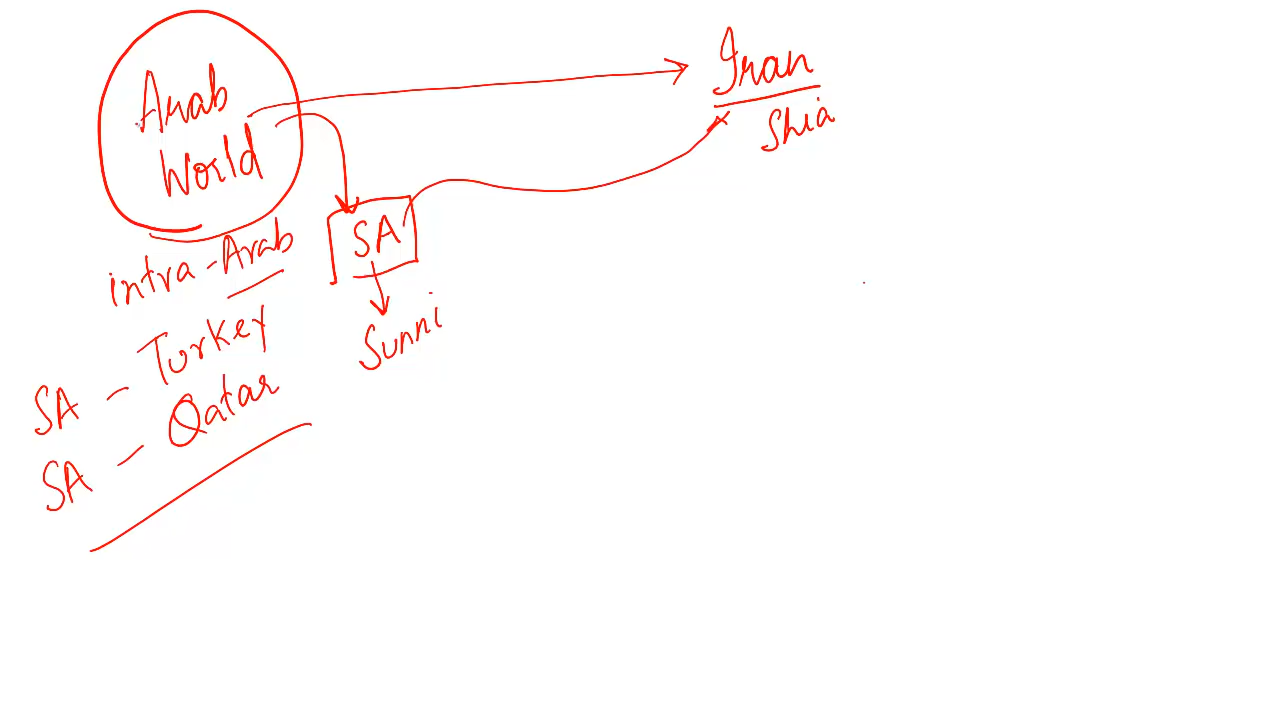 Arab
World
Iran
Shia
SA
Sunni
intra-Arab
SA - Turkey
SA - Qatar